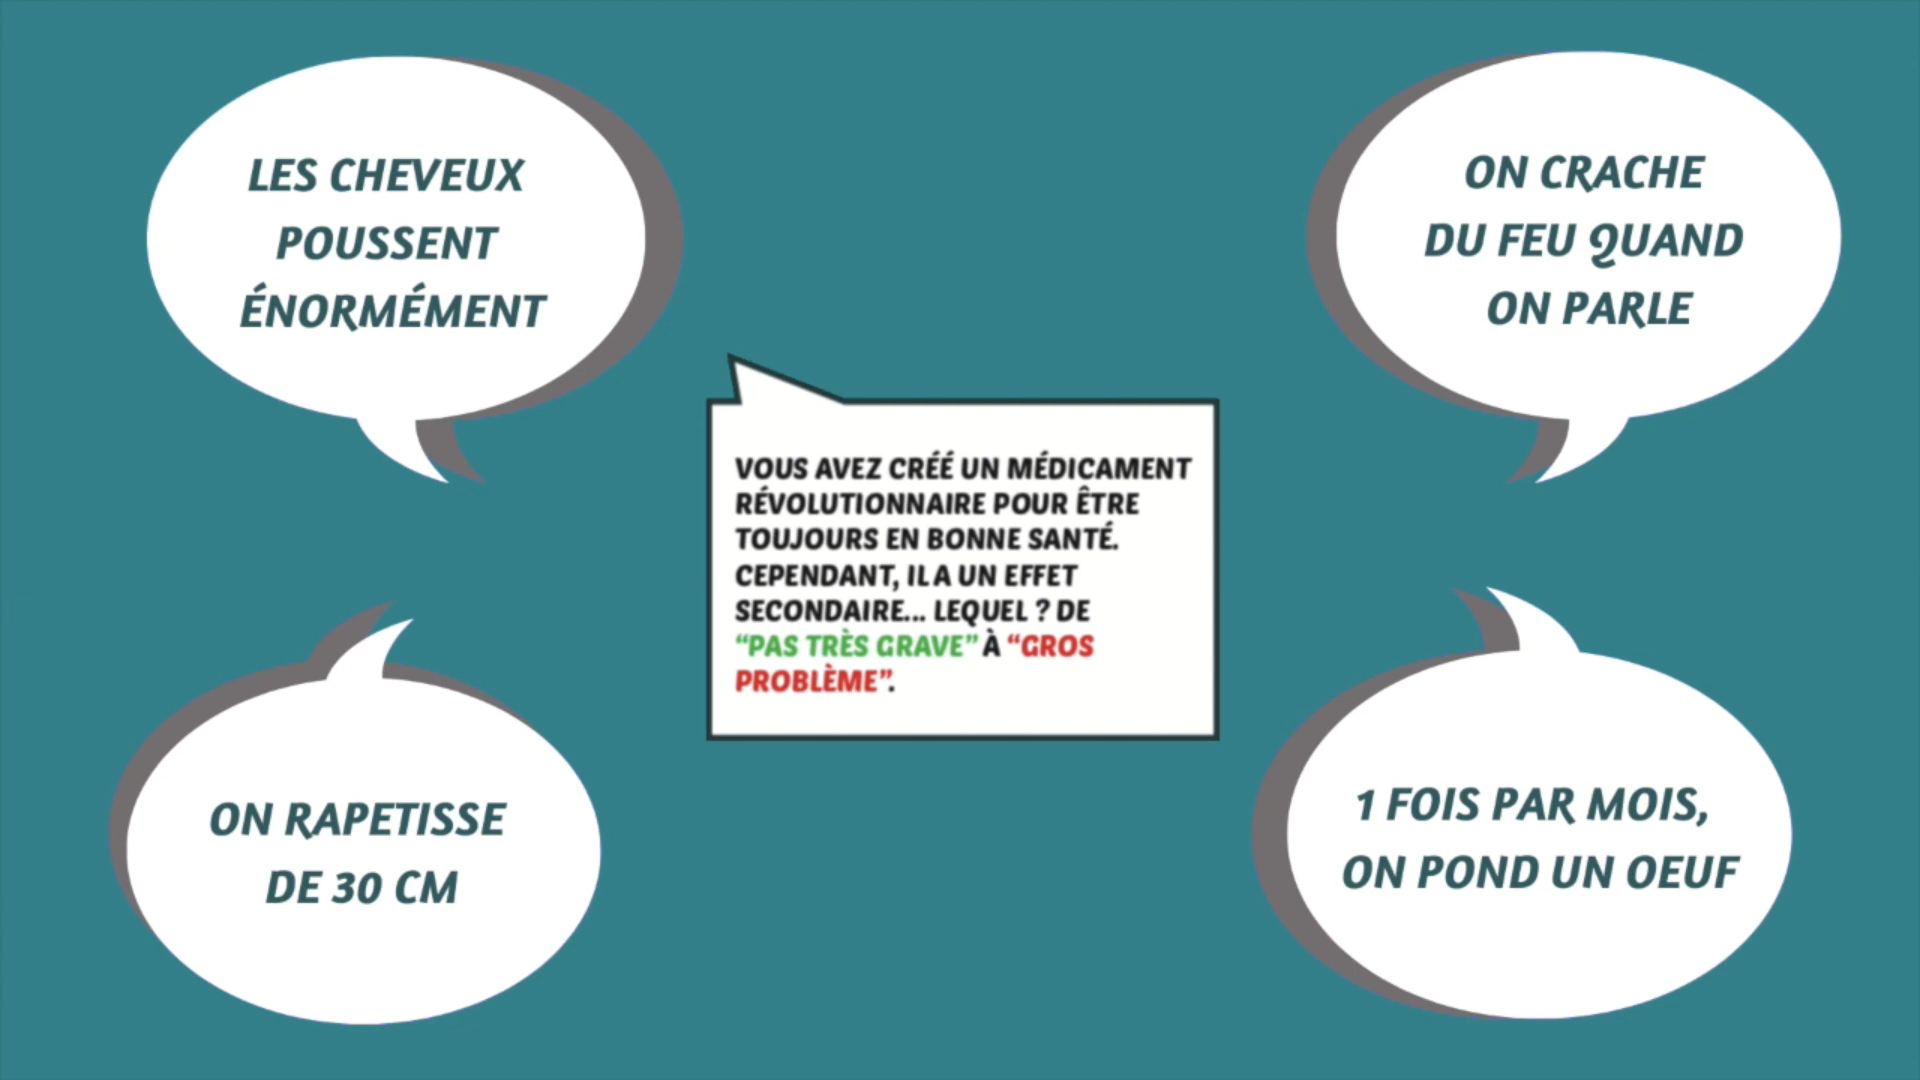 LES CHEVEUX
POUSSENT
ÉNORMÉMENT
ON CRACHE
DU FEU QUAND
ON PARLE
VOUS AVEZ CRÉÉ UN MÉDICAMENT
RÉVOLUTIONNAIRE POUR ÊTRE
TOUJOURS EN BONNE SANTÉ.
CEPENDANT, IL A UN EFFET
SECONDAIRE... LEQUEL ? DE
“PAS TRÈS GRAVE” À “GROS
PROBLÈME”.
ON RAPETISSE
DE 30 CM
1 FOIS PAR MOIS,
ON POND UN OEUF